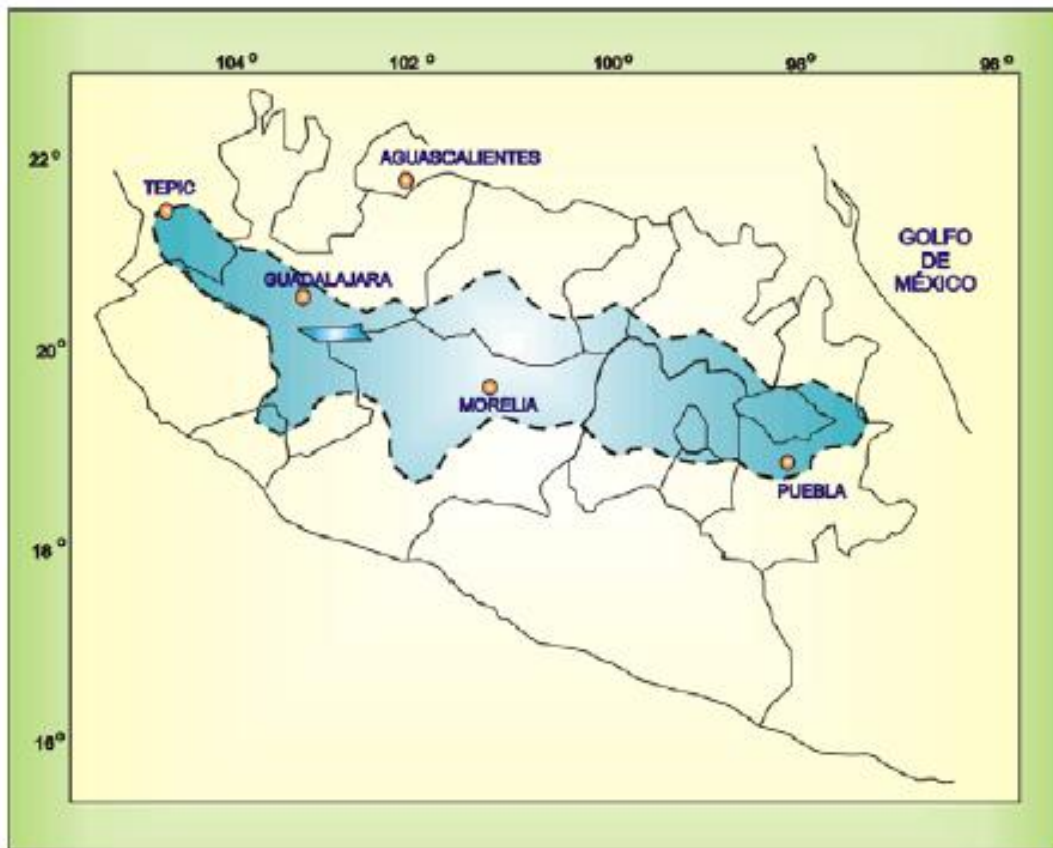 104° 102° 100° 98° 96°
22°
AGUASCALIENTES
TEPIC
GOLFO
DE
MÉXICO
GUADALAJARA
20°
MORELIA
PUEBLA
18°
16°